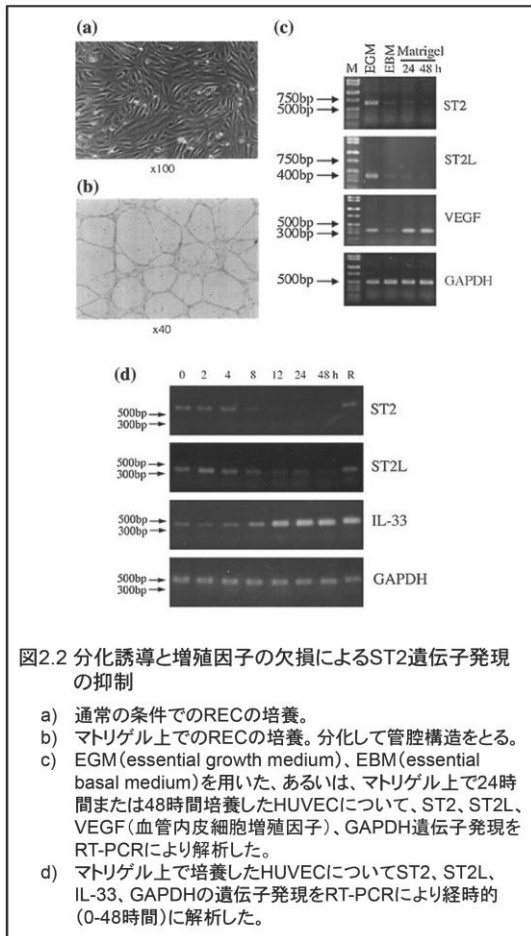 (a)
x100
(b)
x40
(c)
M EGM EBM Matrigel
24 48 h
750bp
500bp
ST2
750bp
400bp
ST2L
500bp
300bp
VEGF
500bp
GAPDH
(d)
0 2 4 8 12 24 48 h R
500bp
300bp
ST2
500bp
300bp
ST2L
500bp
300bp
IL-33
500bp
300bp
GAPDH
図2.2 分化誘導と増殖因子の欠損によるST2遺伝子発現
の抑制
a) 通常の条件でのRECの培養。
b) マトリゲル上でのRECの培養。分化して管腔構造をとる。
c) EGM(essential growth medium)、EBM(essential
basal medium)を用いた、あるいは、マトリゲル上で24時
間または48時間培養したHUVECについて、ST2、ST2L、
VEGF(血管内皮細胞増殖因子)、GAPDH遺伝子発現を
RT-PCRにより解析した。
d) マトリゲル上で培養したHUVECについてST2、ST2L、
IL-33、GAPDHの遺伝子発現をRT-PCRにより経時的
(0-48時間)に解析した。